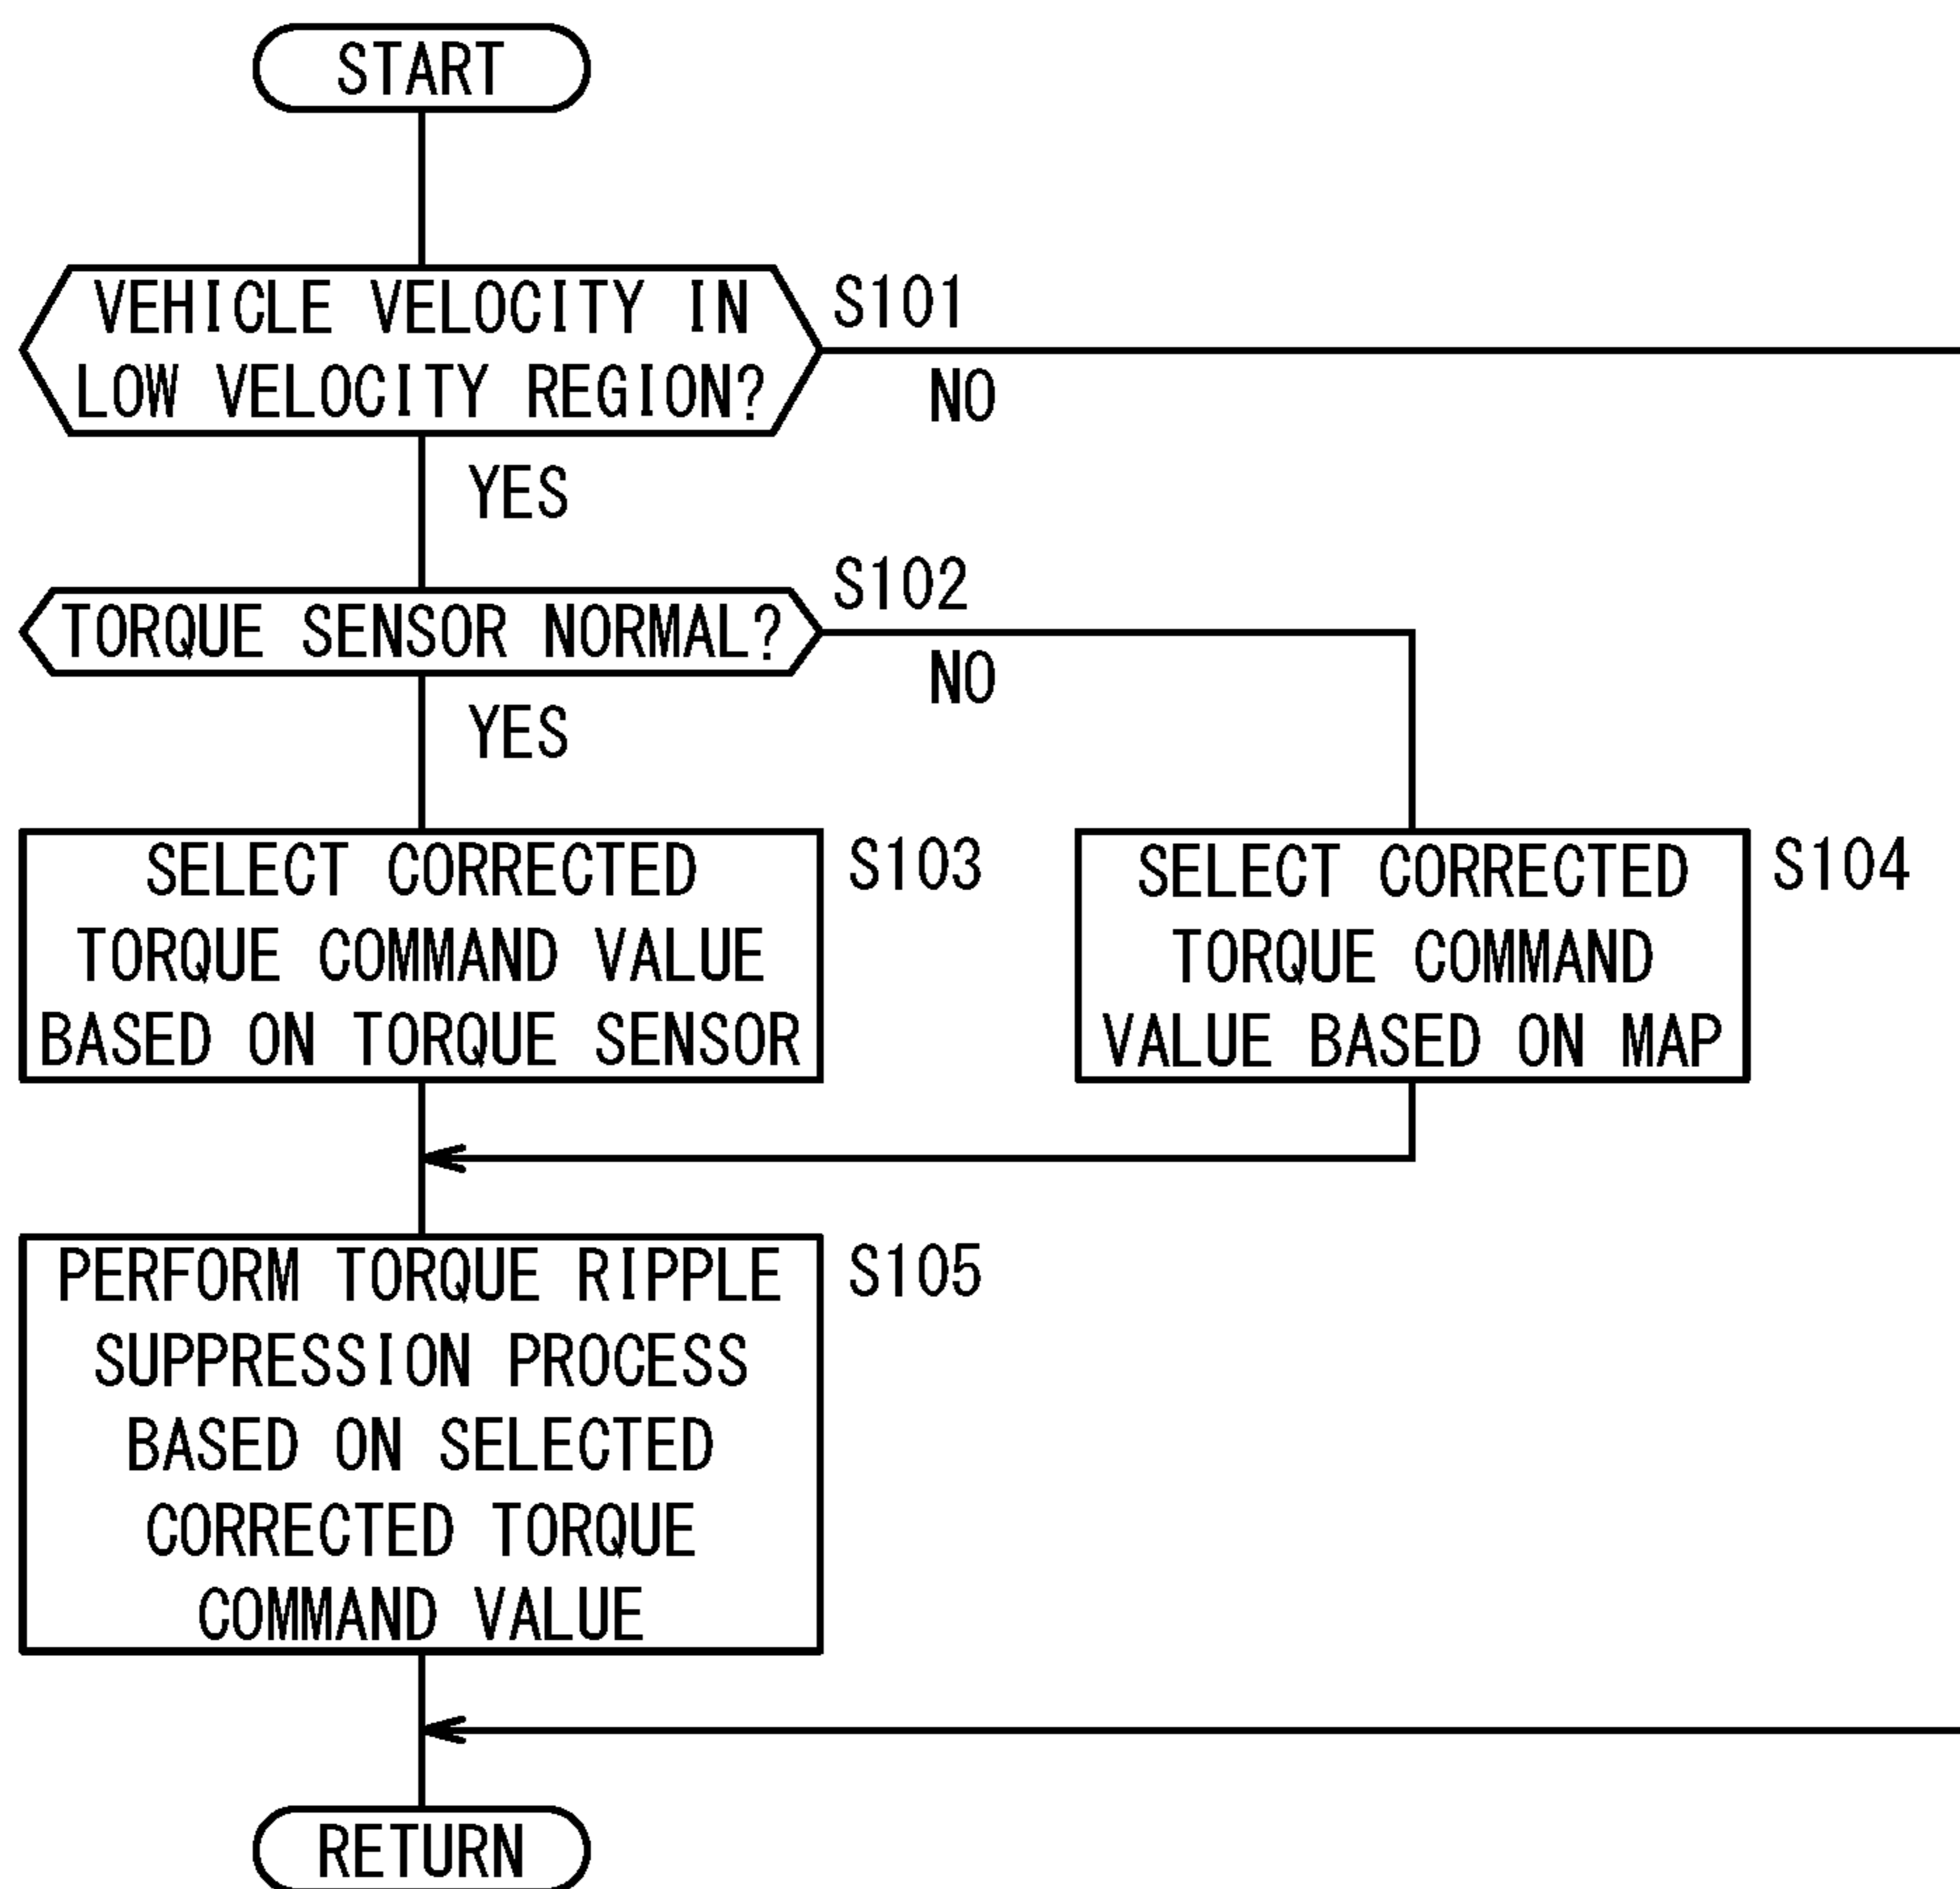 START
VEHICLE VELOCITY IN
LOW VELOCITY REGION?
S101
NO
YES
TORQUE SENSOR NORMAL?
S102
NO
YES
SELECT CORRECTED
TORQUE COMMAND VALUE
BASED ON TORQUE SENSOR
S103
SELECT CORRECTED
TORQUE COMMAND
VALUE BASED ON MAP
S104
PERFORM TORQUE RIPPLE
SUPPRESSION PROCESS
BASED ON SELECTED
CORRECTED TORQUE
COMMAND VALUE
S105
RETURN